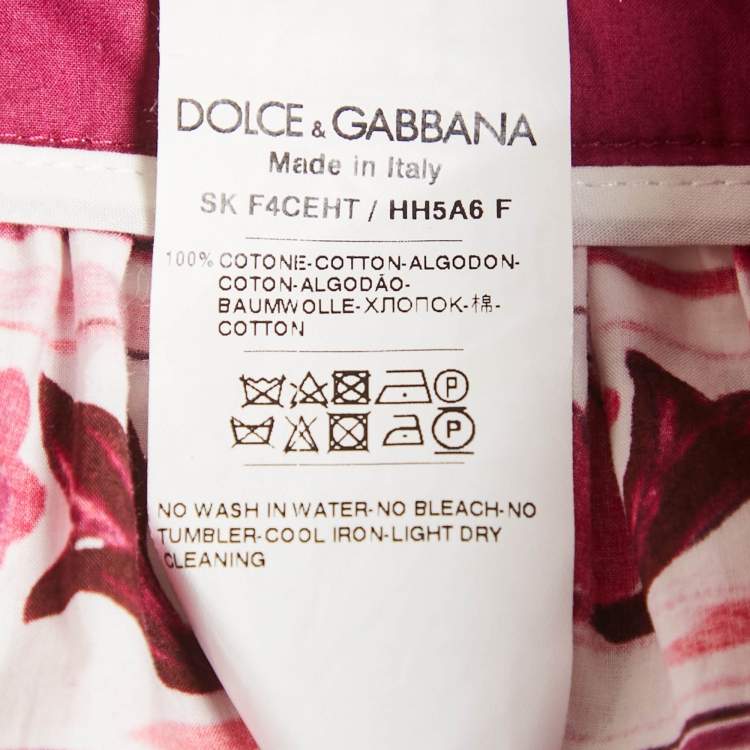 DOLCE & GABBANA
Made in Italy
SK F4CEHT / HH5A6 F
100% COTONE-COTTON-ALGODON-
COTON-ALGODÃO-
BAUMWOLLE-ХЛОПОК-棉-
COTTON
P
P
NO WASH IN WATER-NO BLEACH-NO
TUMBLER-COOL IRON-LIGHT DRY
CLEANING